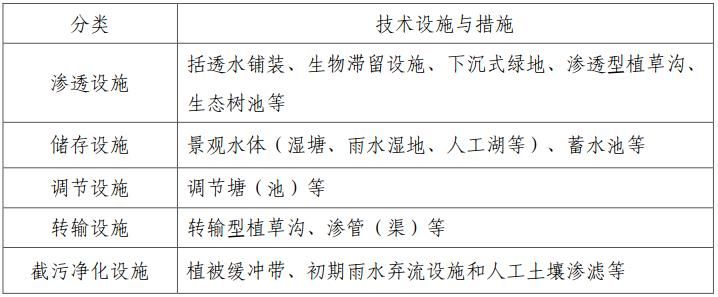 分类 技术设施与措施
渗透设施 括透水铺装、生物滞留设施、下沉式绿地、渗透型植草沟、
生态树池等
储存设施 景观水体（湿塘、雨水湿地、人工湖等）、蓄水池等
调节设施 调节塘（池）等
转输设施 转输型植草沟、渗管（渠）等
截污净化设施 植被缓冲带、初期雨水弃流设施和人工土壤渗滤等